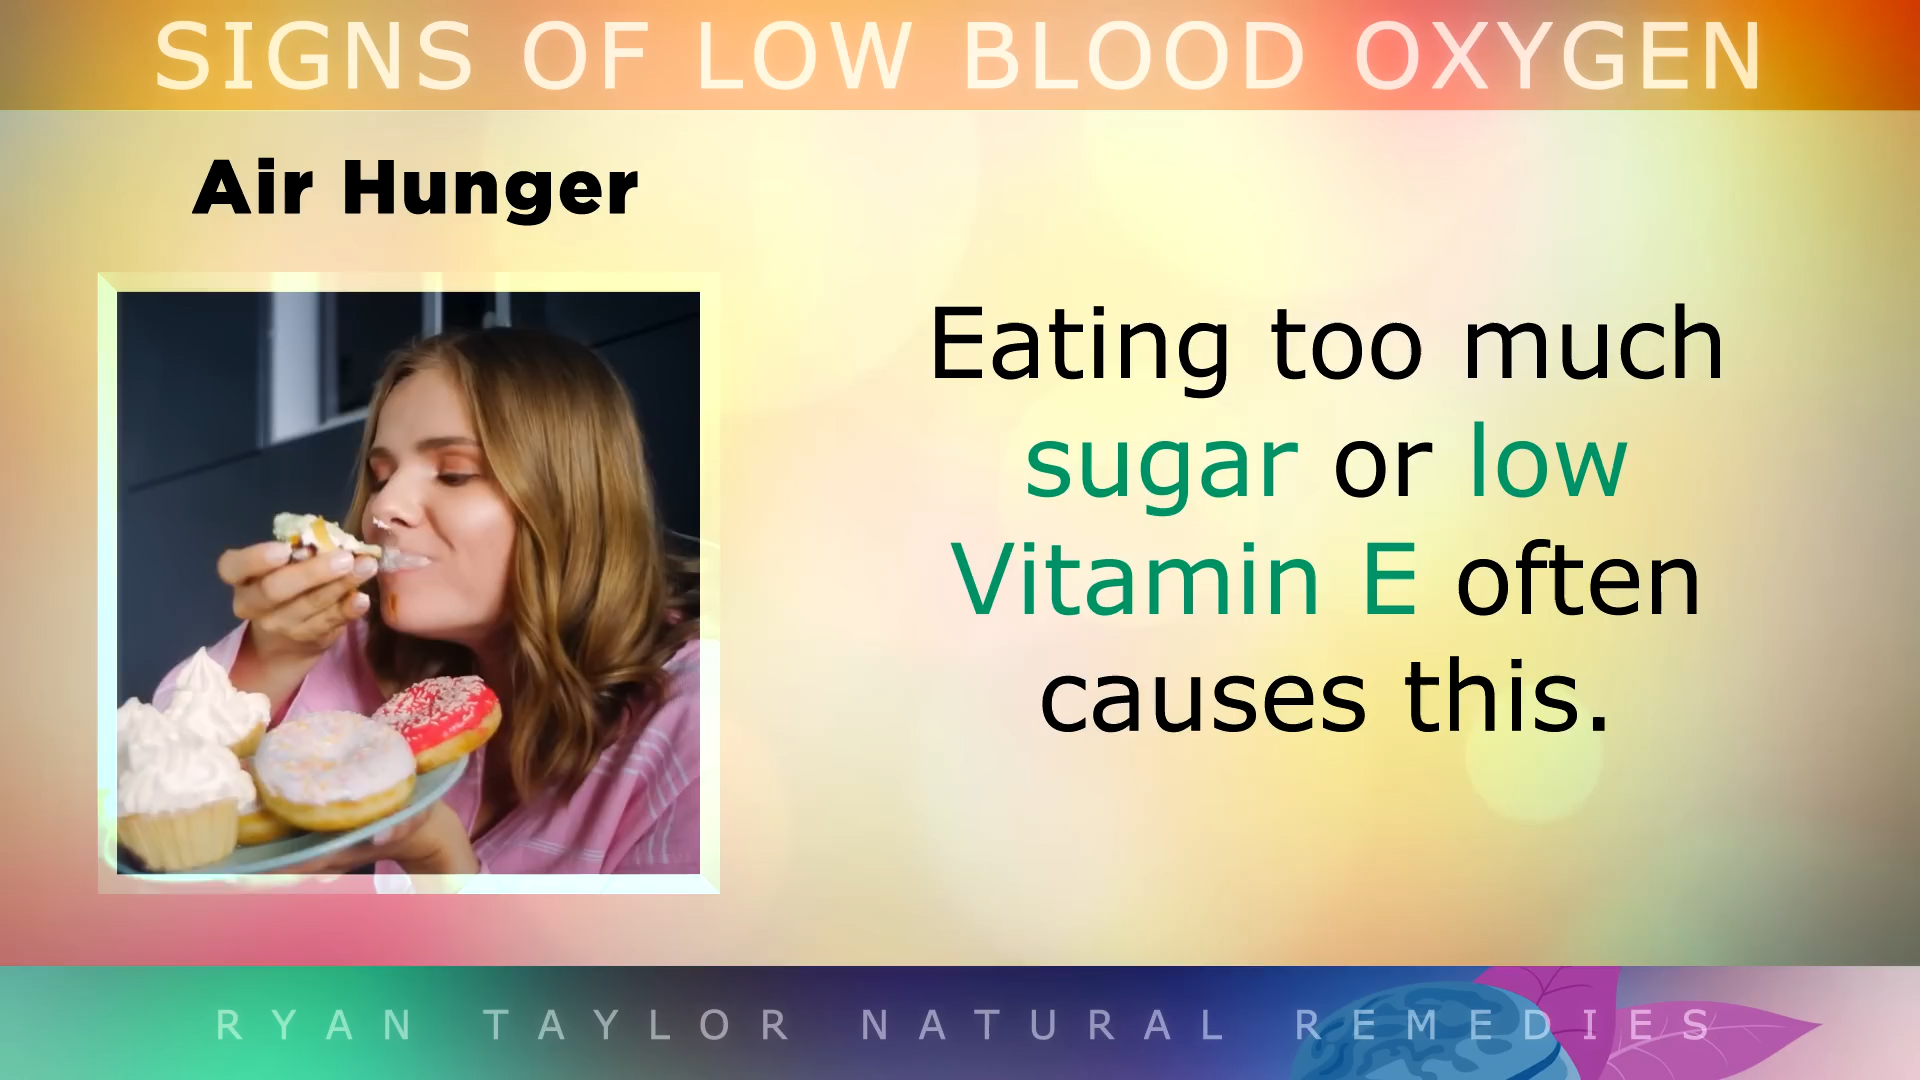 SIGNS OF LOW BLOOD OXYGEN
Air Hunger
Eating too much
sugar or low
Vitamin E often
causes this.
RYAN TAYLOR NATURAL REMEDIES